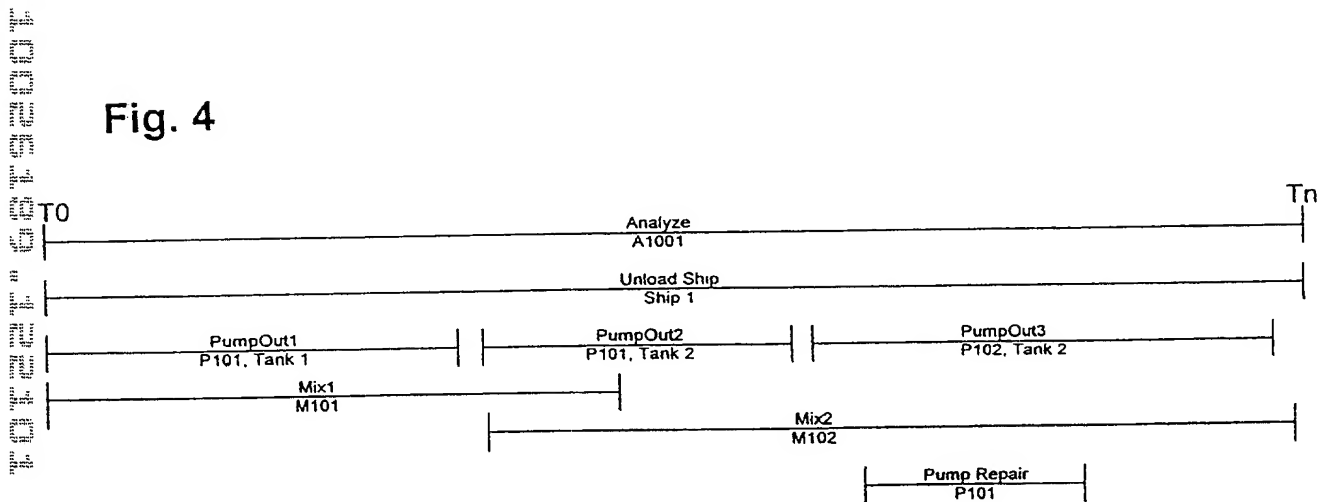 Fig. 4
T0
Tn
Analyze
A1001
Unload Ship
Ship 1
PumpOut1
P101, Tank 1
PumpOut2
P101, Tank 2
PumpOut3
P102, Tank 2
Mix1
M101
Mix2
M102
Pump Repair
P101